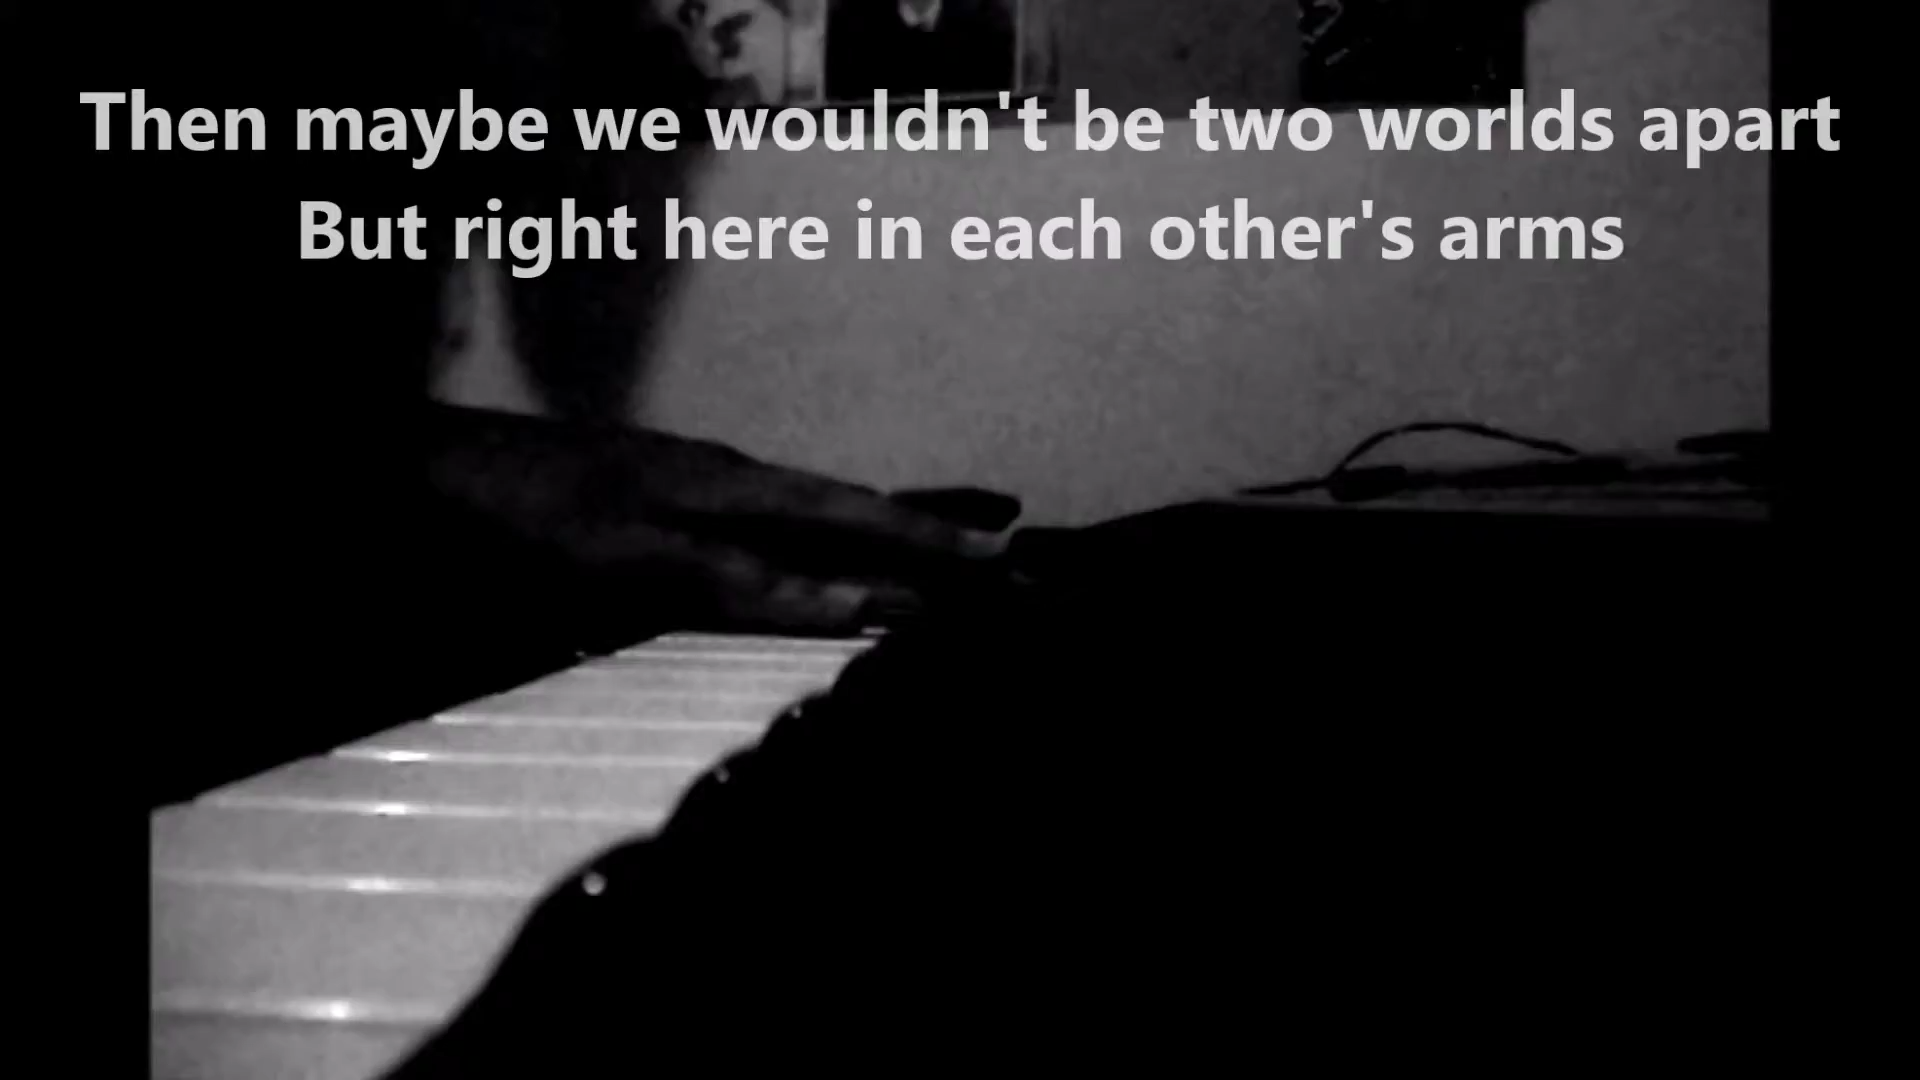 Then maybe we wouldn't be two worlds apart
But right here in each other's arms